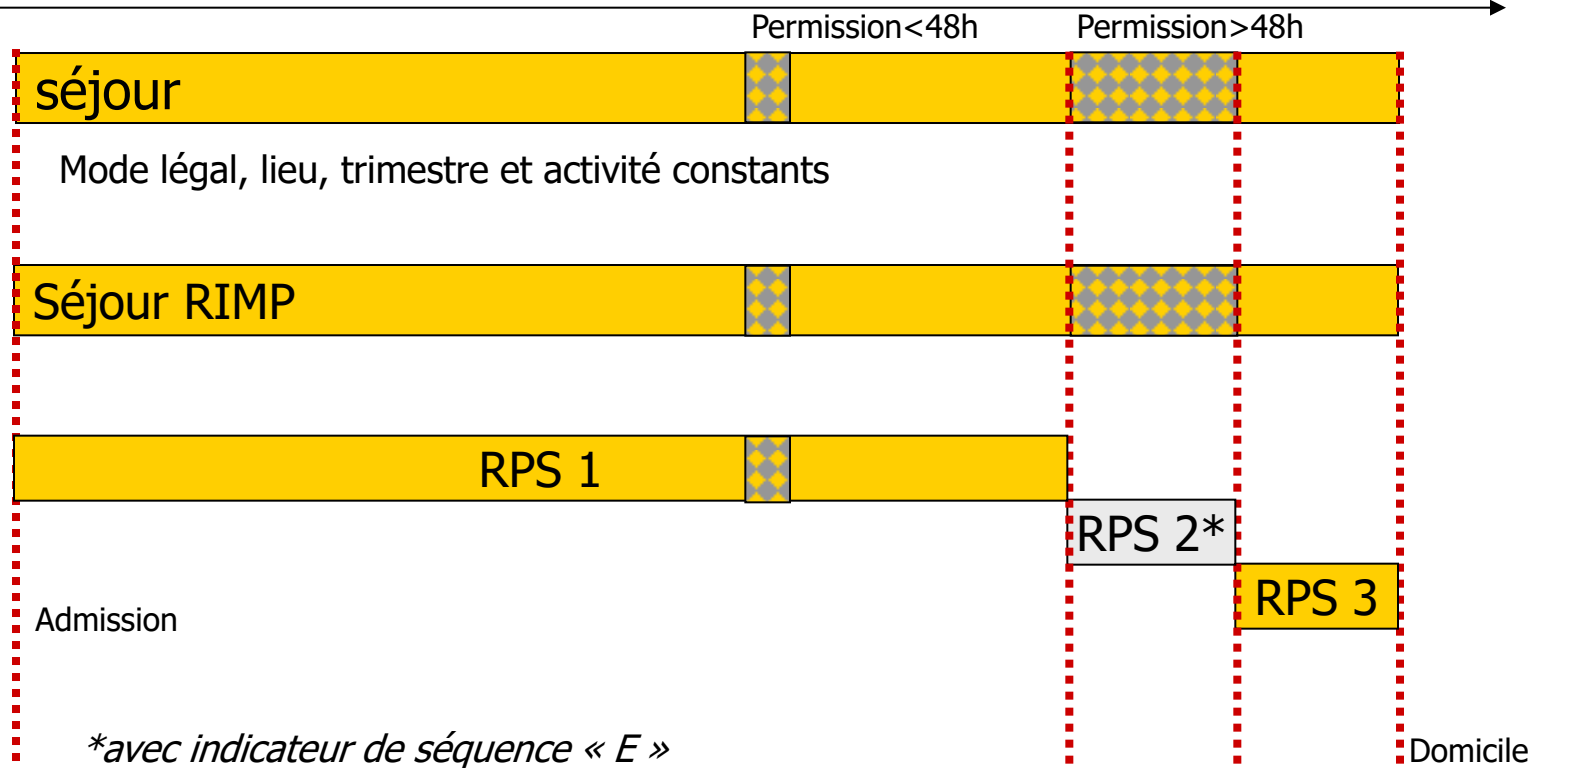 Permission<48h
Permission>48h
séjour
Mode légal, lieu, trimestre et activité constants
Séjour RIMP
RPS 1
RPS 2*
RPS 3
Admission
*avec indicateur de séquence « E »
Domicile